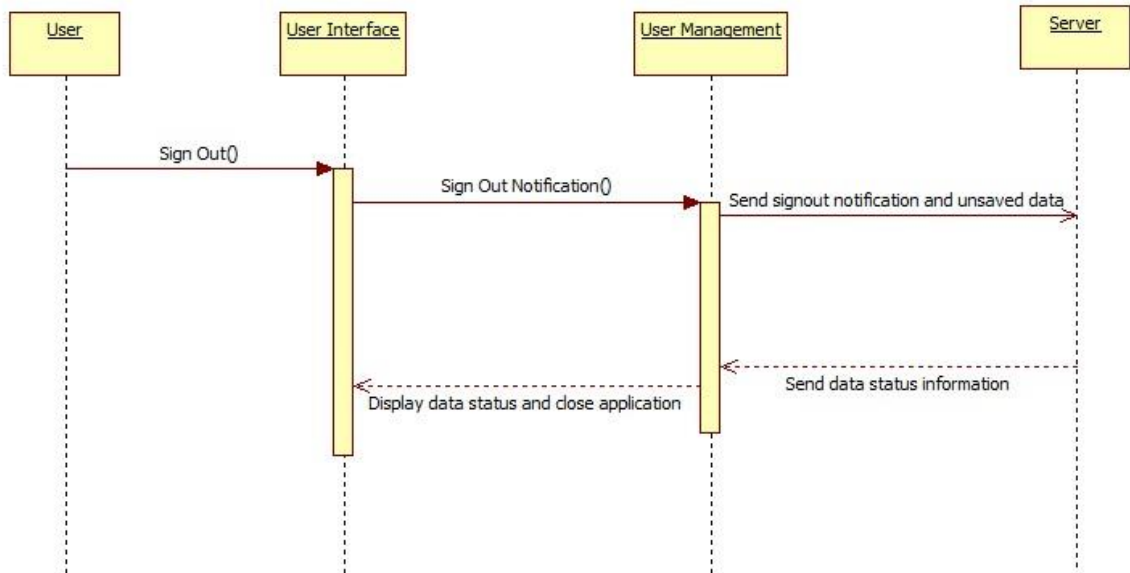 User
User Interface
User Management
Server
Sign Out()
Sign Out Notification()
Send signout notification and unsaved data
Send data status information
Display data status and close application